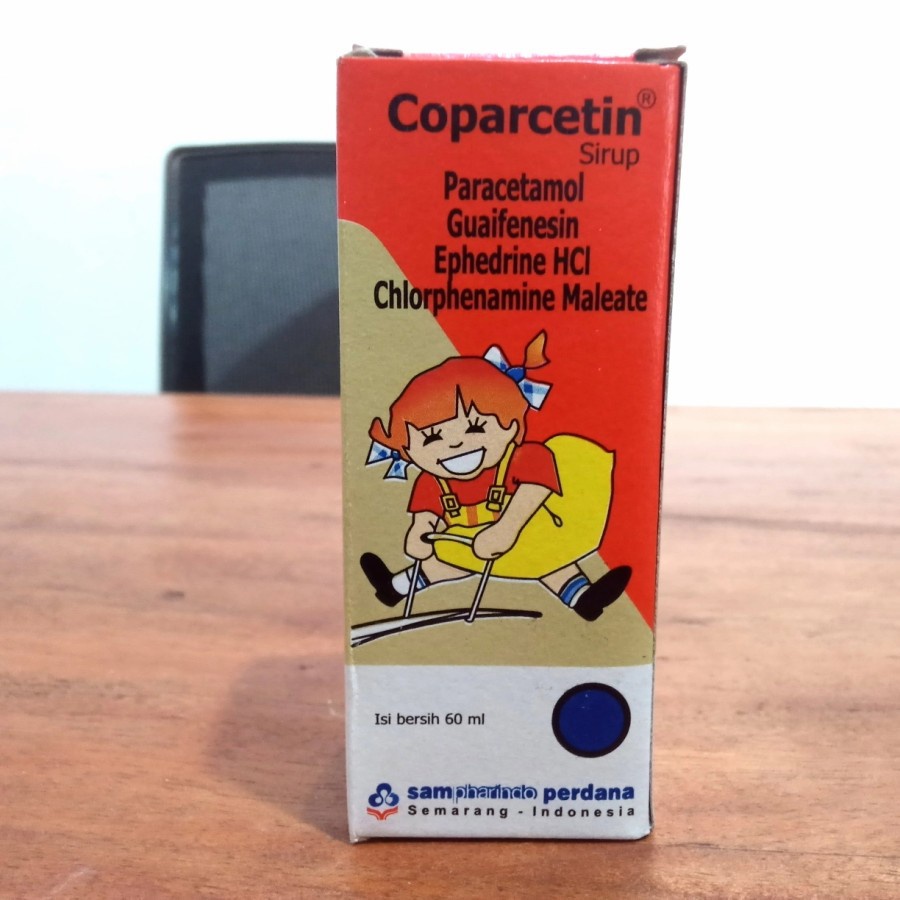 Coparcetin®
Sirup
Paracetamol
Guaifenesin
Ephedrine HCl
Chlorphenamine Maleate
Isi bersih 60 ml
sampharindo perdana
Semarang - Indonesia